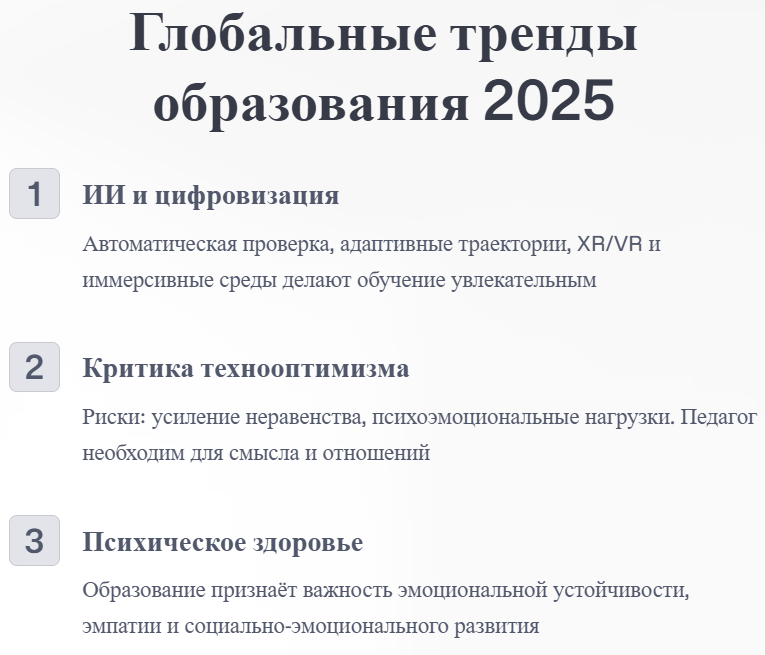 Глобальные тренды
образования 2025
1
ИИ и цифровизация
Автоматическая проверка, адаптивные траектории, XR/VR и
иммерсивные среды делают обучение увлекательным
2
Критика технооптимизма
Риски: усиление неравенства, психоэмоциональные нагрузки. Педагог
необходим для смысла и отношений
3
Психическое здоровье
Образование признаёт важность эмоциональной устойчивости,
эмпатии и социально-эмоционального развития